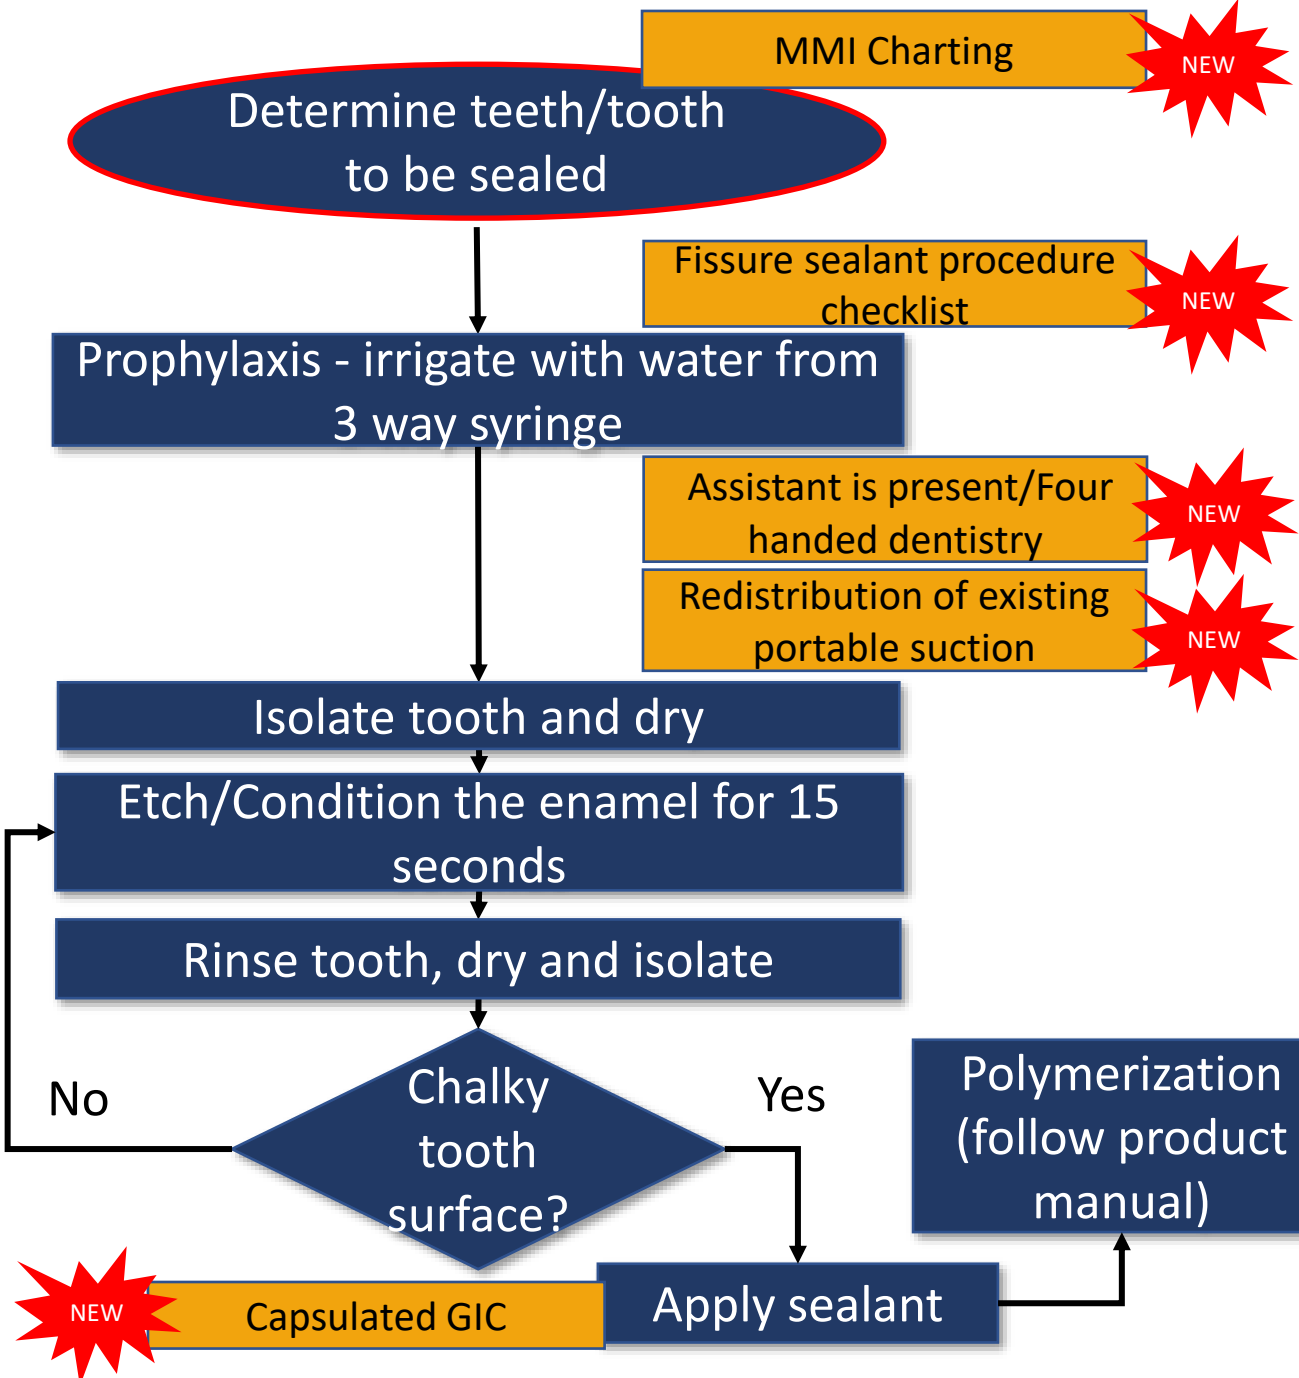 MMI Charting
NEW
Determine teeth/tooth
to be sealed
Fissure sealant procedure
checklist
NEW
Prophylaxis - irrigate with water from
3 way syringe
Assistant is present/Four
handed dentistry
NEW
Redistribution of existing
portable suction
NEW
Isolate tooth and dry
Etch/Condition the enamel for 15
seconds
Rinse tooth, dry and isolate
Chalky
tooth
surface?
No
Yes
Polymerization
(follow product
manual)
NEW
Capsulated GIC
Apply sealant